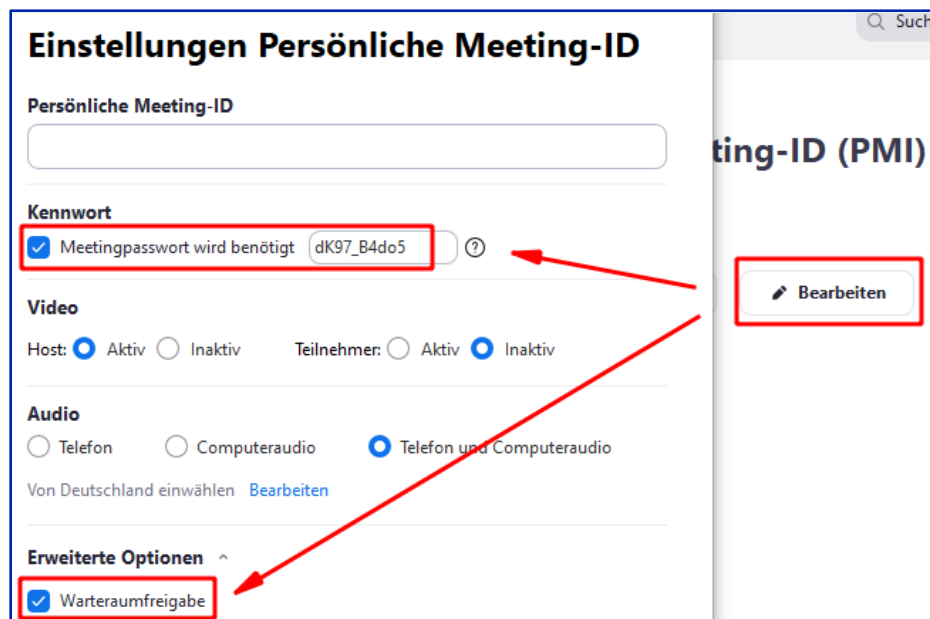 Such
Einstellungen Persönliche Meeting-ID
Persönliche Meeting-ID
ting-ID (PMI)
Kennwort
Meetingpasswort wird benötigt dK97_B4do5 ?
Bearbeiten
Video
Host: Aktiv Inaktiv Teilnehmer: Aktiv Inaktiv
Audio
Telefon Computeraudio Telefon und Computeraudio
Von Deutschland einwählen Bearbeiten
Erweiterte Optionen
Warteraumfreigabe